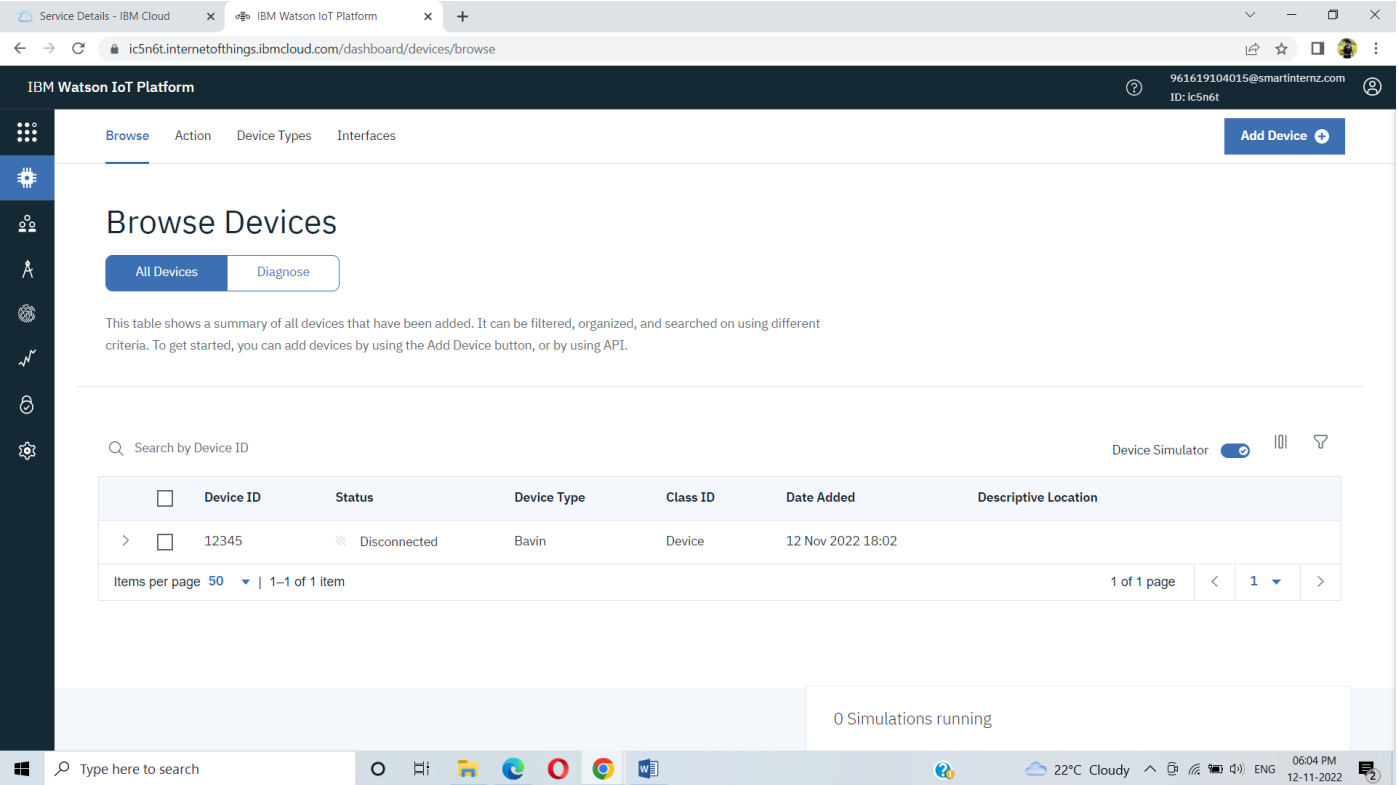 Service Details - IBM Cloud
IBM Watson IoT Platform
ic5n6t.internetofthings.ibmcloud.com/dashboard/devices/browse
IBM Watson IoT Platform
961619104015@smartinternz.com
ID: ic5n6t
Browse Action Device Types Interfaces
Add Device
Browse Devices
All Devices Diagnose
This table shows a summary of all devices that have been added. It can be filtered, organized, and searched on using different
criteria. To get started, you can add devices by using the Add Device button, or by using API.
Search by Device ID
Device Simulator
Device ID Status Device Type Class ID Date Added Descriptive Location
12345 Disconnected Bavin Device 12 Nov 2022 18:02
Items per page 50 | 1–1 of 1 item
1 of 1 page
1
0 Simulations running
Type here to search
22°C Cloudy
ENG
06:04 PM
12-11-2022
2